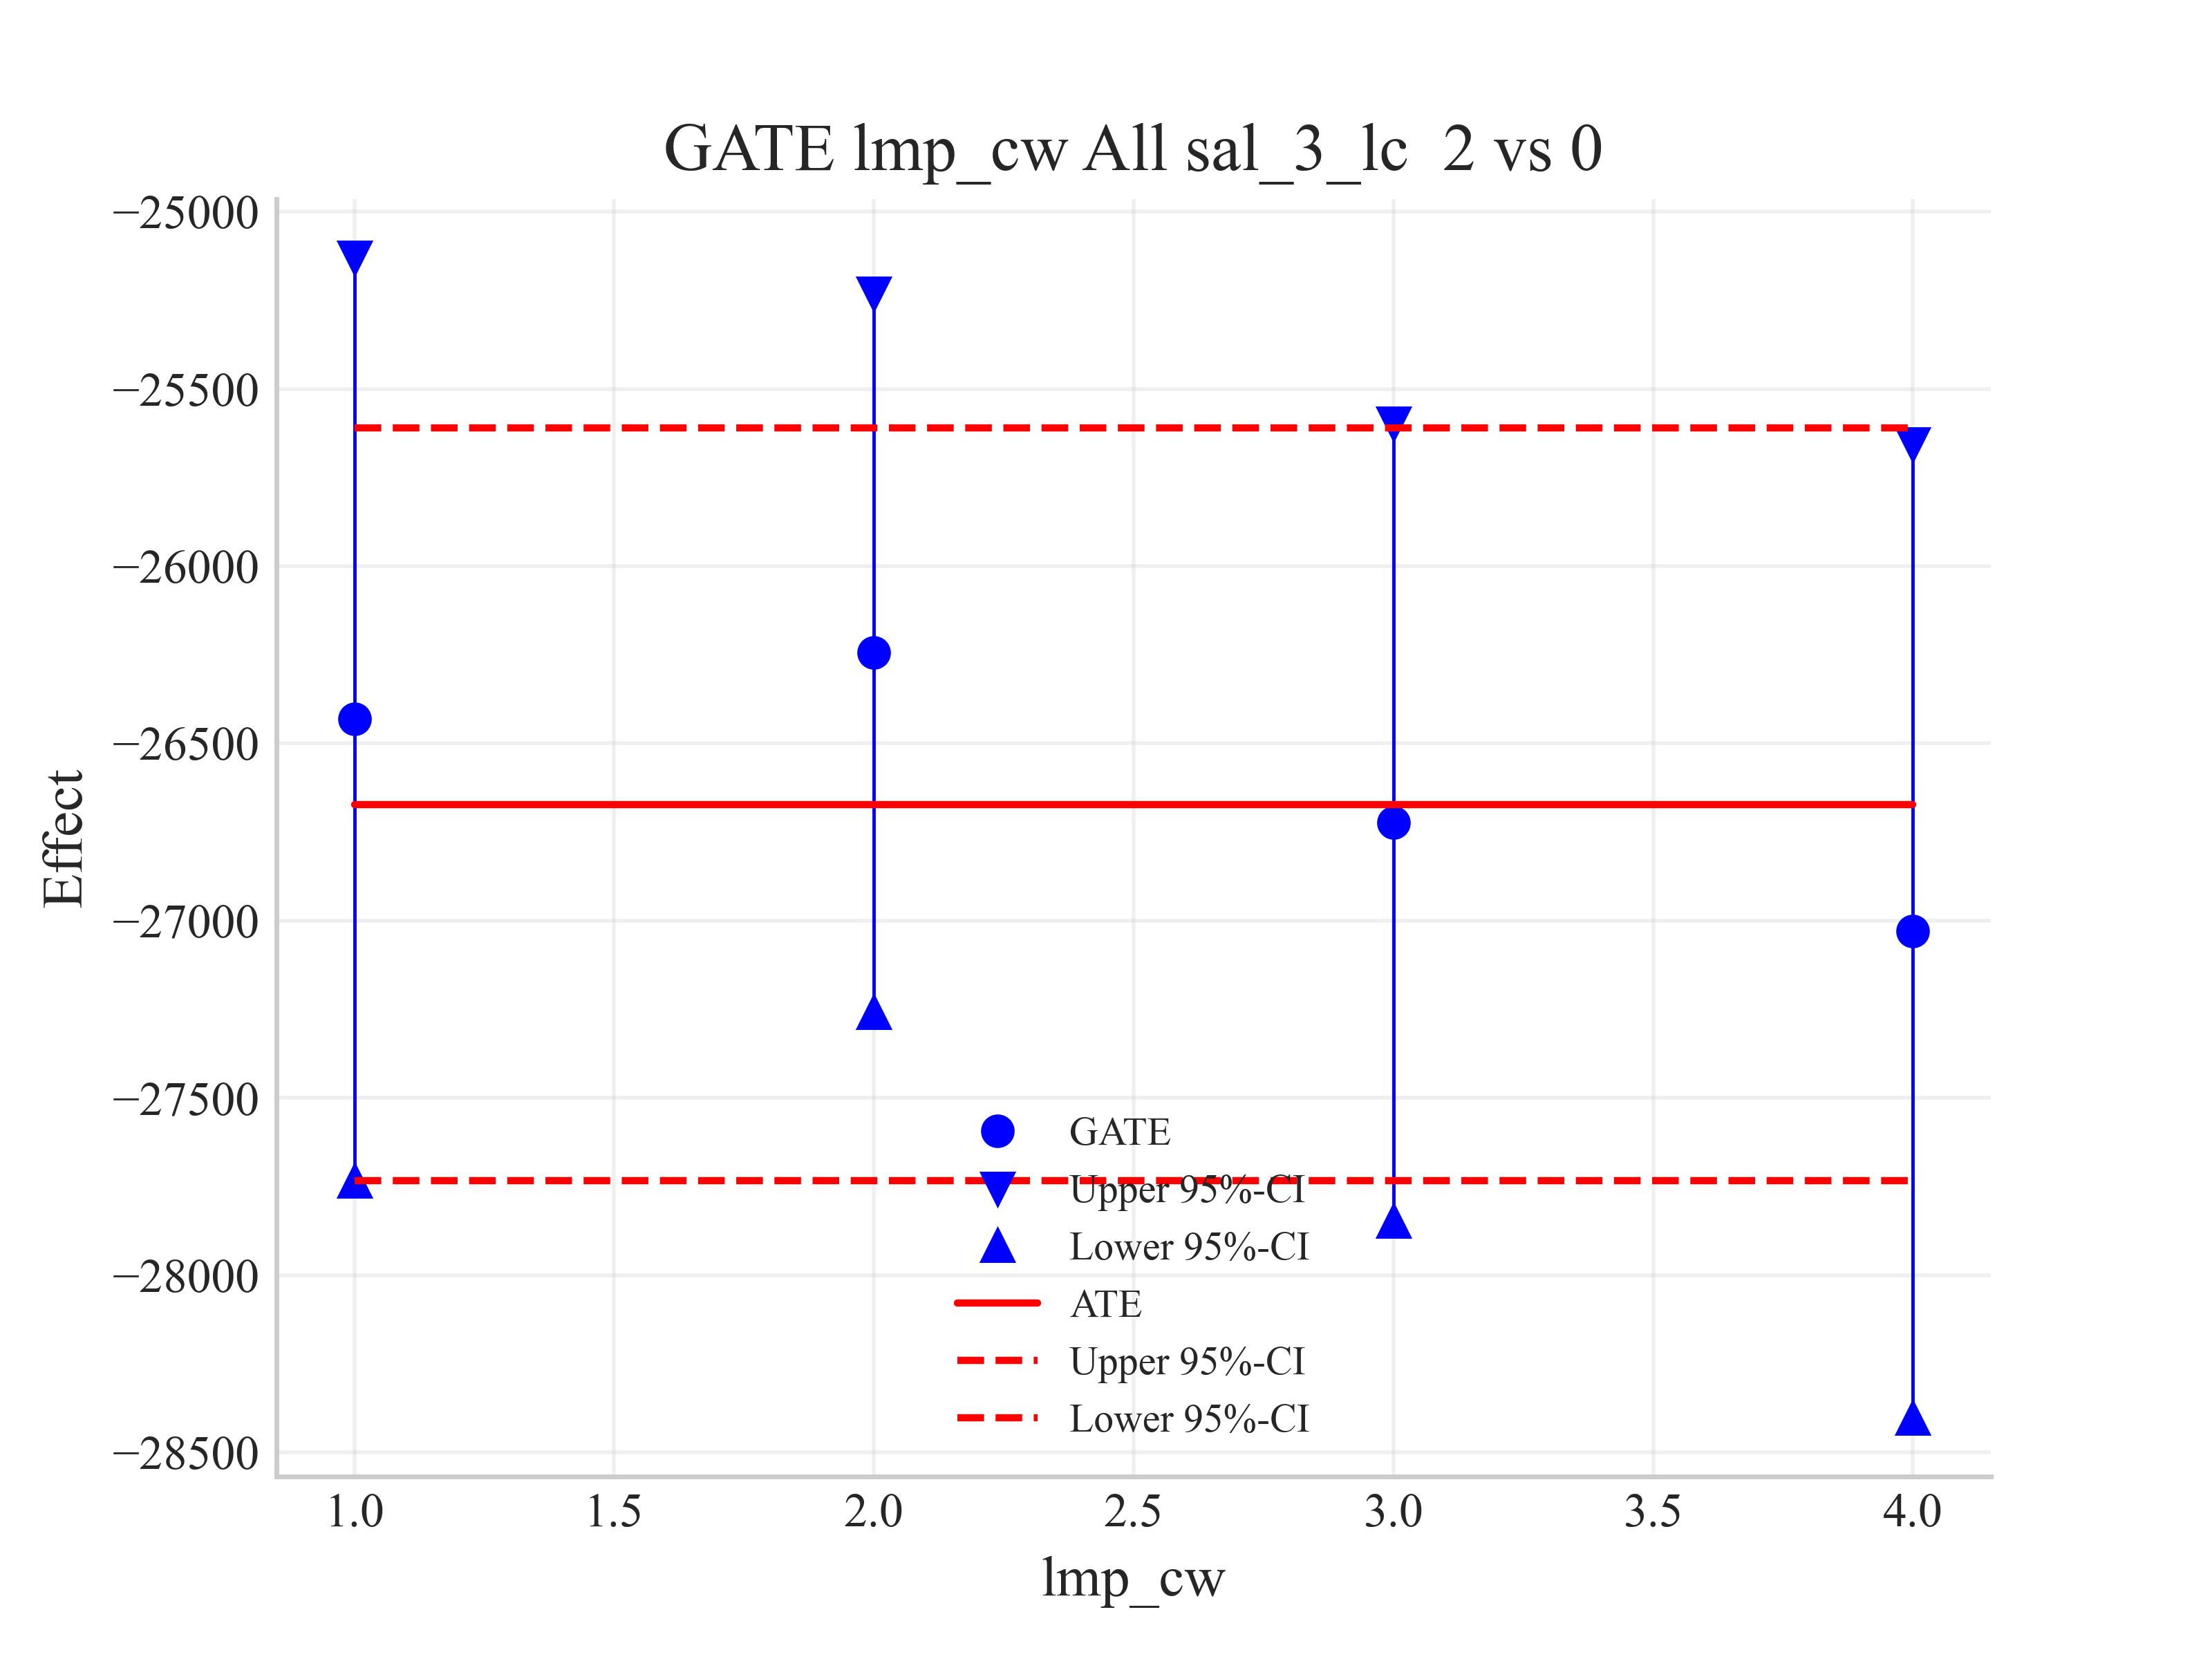 GATE lmp_cw All sal_3_lc  2 vs 0
−25000
−25500
−26000
−26500
−27000
−27500
−28000
−28500
Effect
GATE
Upper 95%-CI
Lower 95%-CI
ATE
Upper 95%-CI
Lower 95%-CI
1.0 1.5 2.0 2.5 3.0 3.5 4.0
lmp_cw